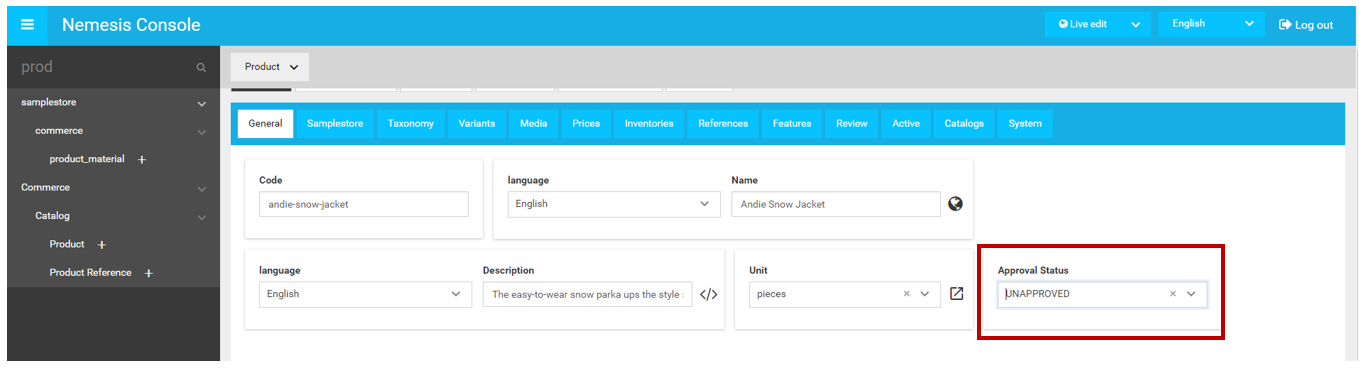 Nemesis Console
Live edit
English
Log out
prod
Product
samplestore
commerce
product_material +
Commerce
Catalog
Product +
Product Reference +
General Samplestore Taxonomy Variants Media Prices Inventories References Features Review Active Catalogs System
Code
andie-snow-jacket
language
English
Name
Andie Snow Jacket
language
English
Description
The easy-to-wear snow parka ups the style
Unit
pieces
Approval Status
UNAPPROVED